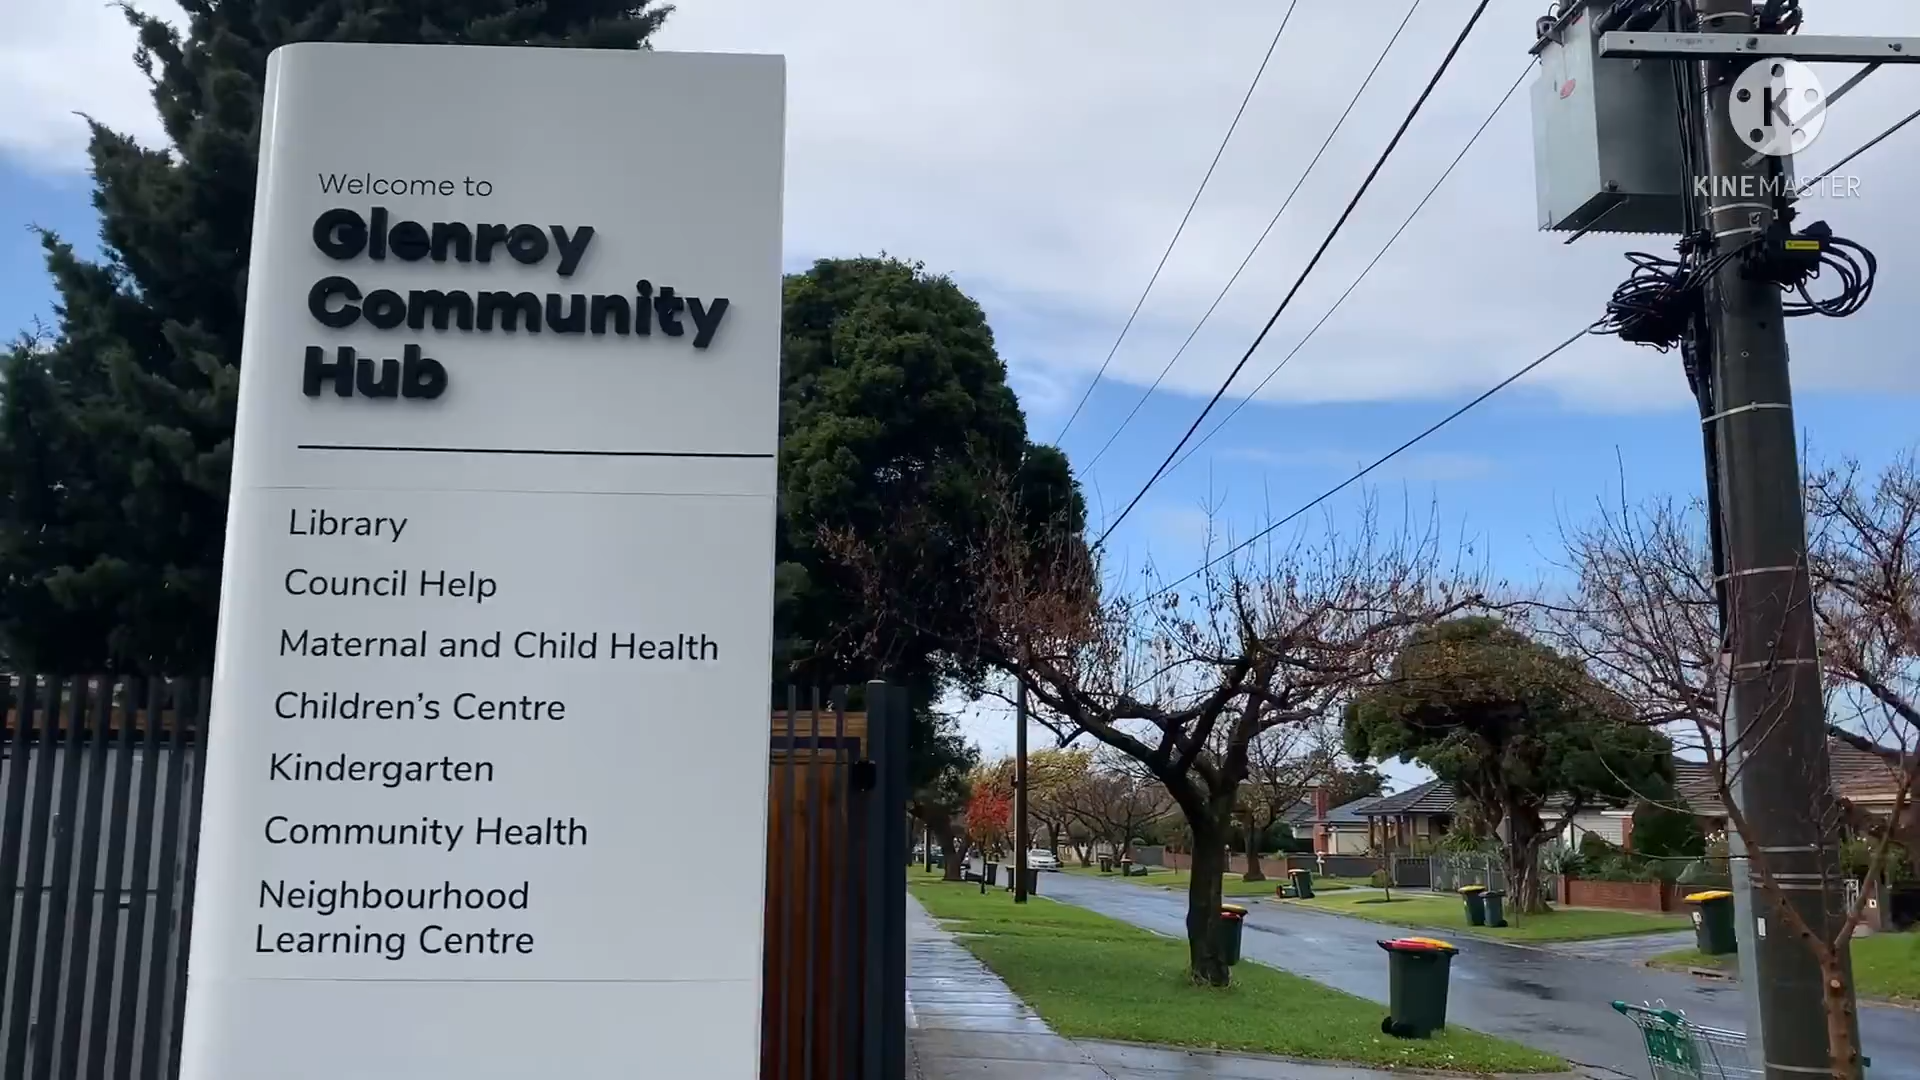 Welcome to
Glenroy
Community
Hub
Library
Council Help
Maternal and Child Health
Children's Centre
Kindergarten
Community Health
Neighbourhood
Learning Centre
K
KINEMASTER